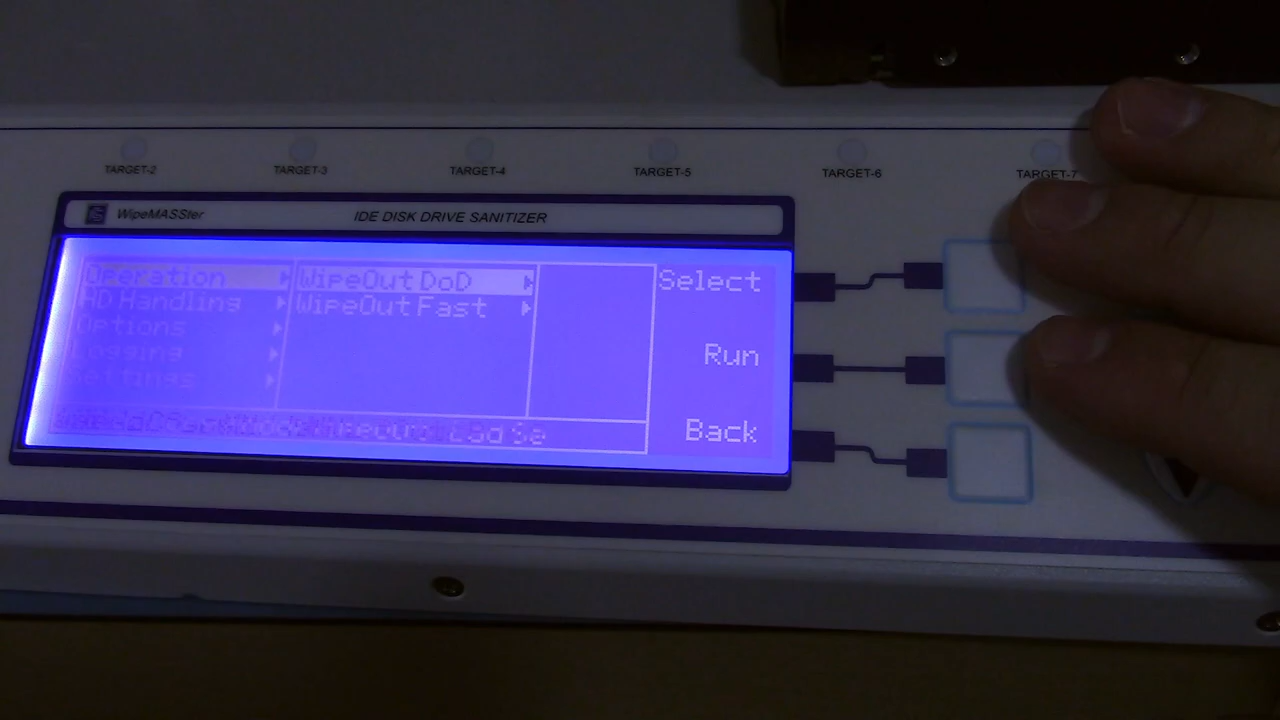 TARGET-2 TARGET-3 TARGET-4 TARGET-5 TARGET-6 TARGET-7
WipeMASSter IDE DISK DRIVE SANITIZER
Operation WipeOut DoD Select
HD Handling WipeOut Fast
Options
Logging Run
Settings
Back